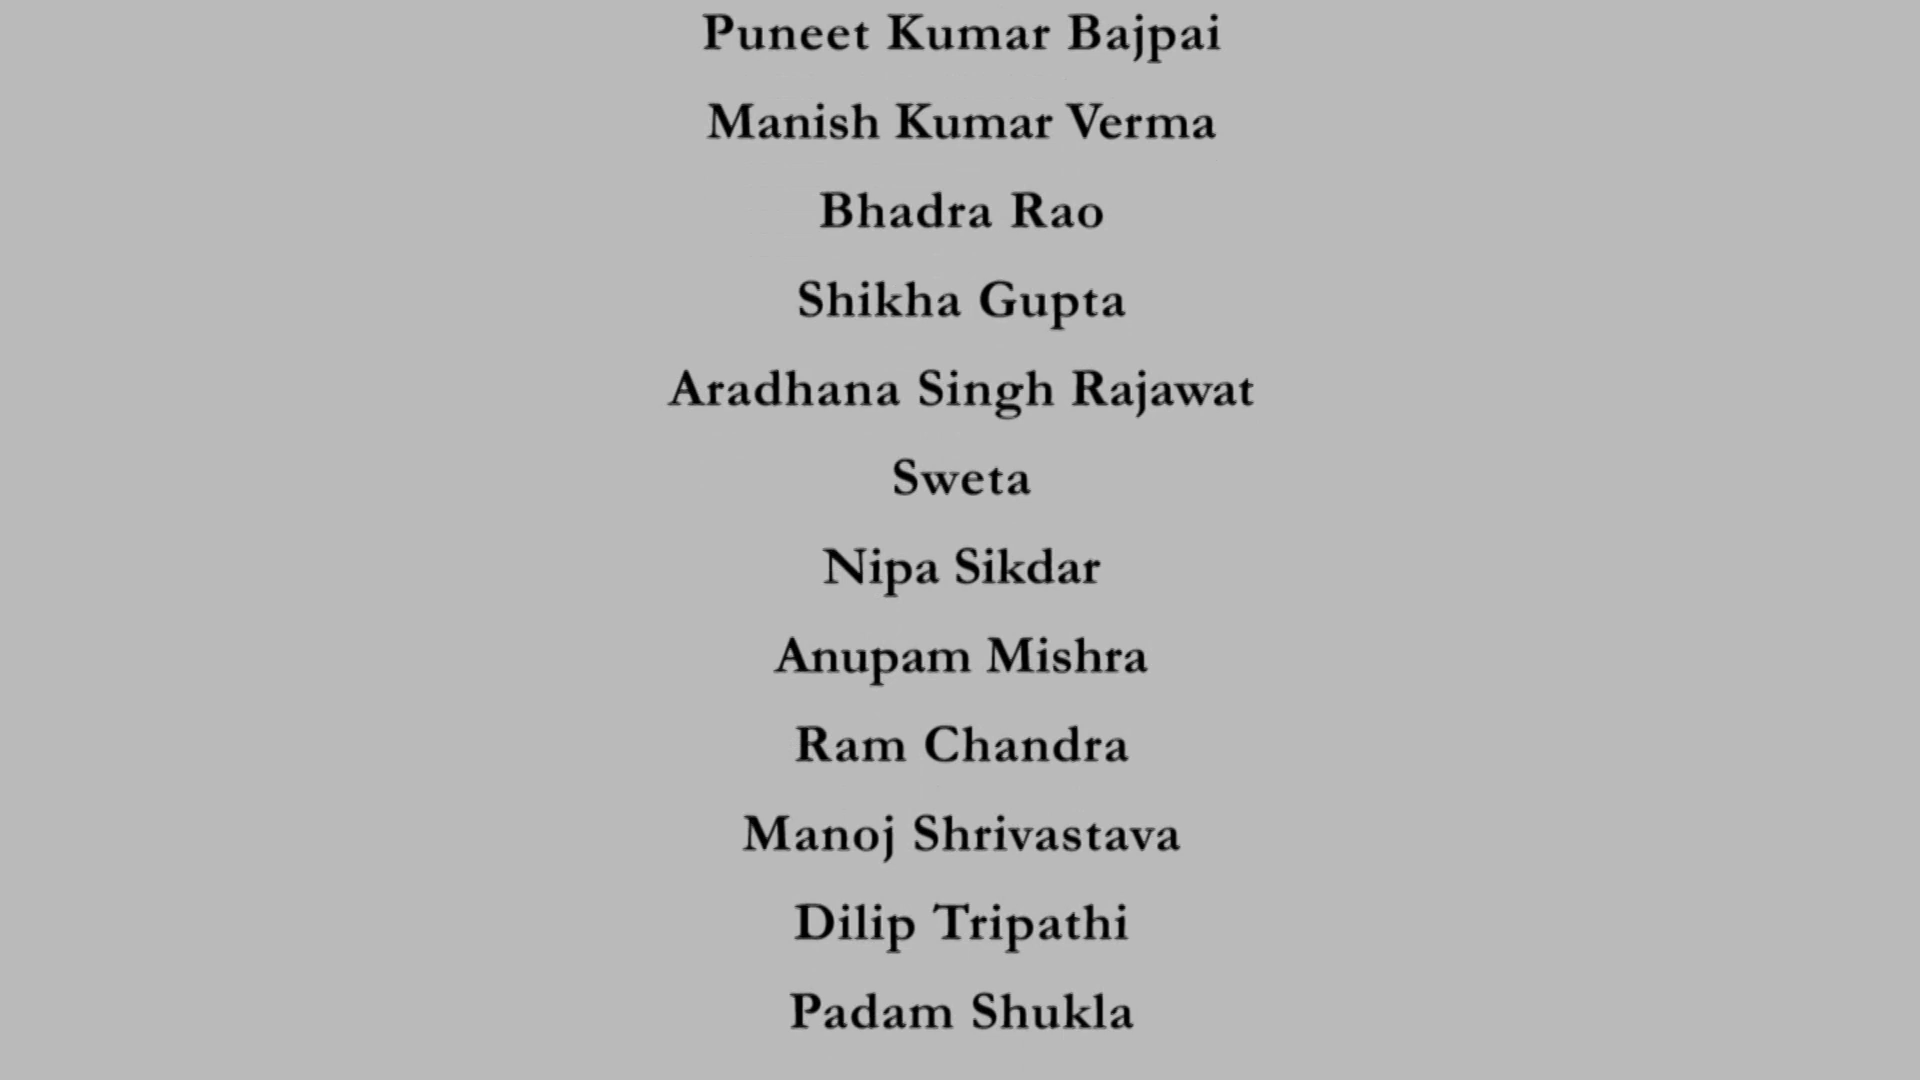 Puneet Kumar Bajpai
Manish Kumar Verma
Bhadra Rao
Shikha Gupta
Aradhana Singh Rajawat
Sweta
Nipa Sikdar
Anupam Mishra
Ram Chandra
Manoj Shrivastava
Dilip Tripathi
Padam Shukla